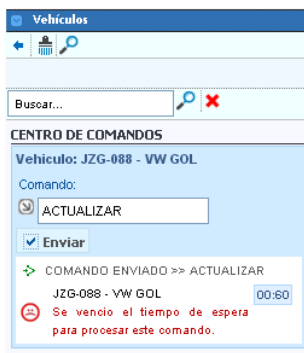 Vehículos
Buscar...
CENTRO DE COMANDOS
Vehiculo: JZG-088 - VW GOL
Comando:
ACTUALIZAR
Enviar
COMANDO ENVIADO >> ACTUALIZAR
JZG-088 - VW GOL 00:60
Se vencio el tiempo de espera
para procesar este comando.